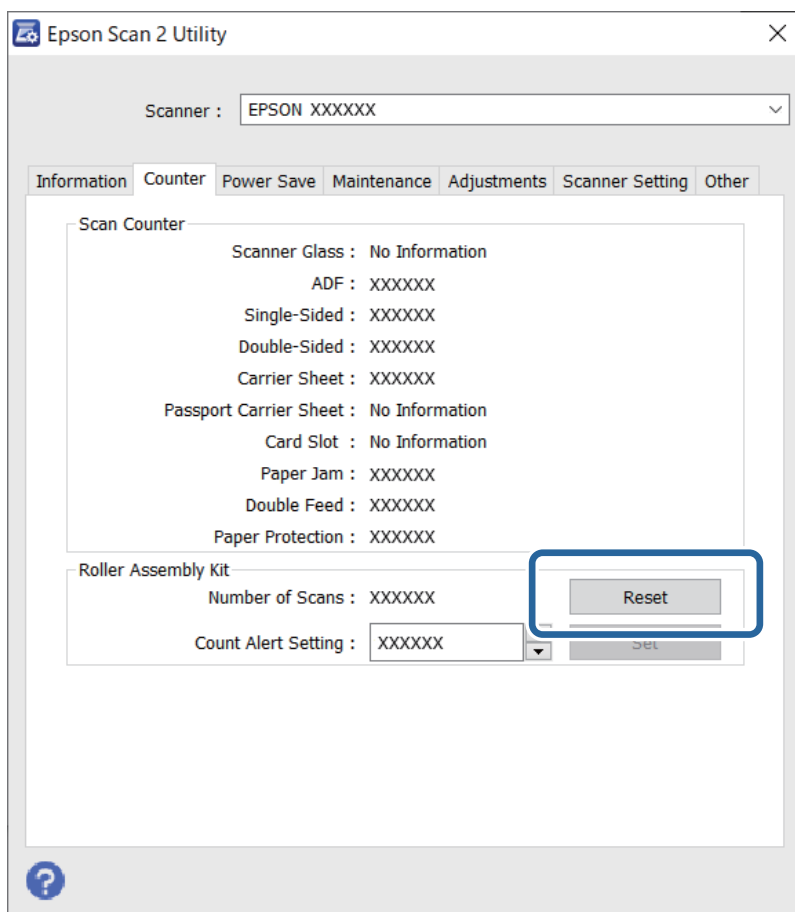 Epson Scan 2 Utility
Scanner : EPSON XXXXXX
Information Counter Power Save Maintenance Adjustments Scanner Setting Other
Scan Counter
Scanner Glass : No Information
ADF : XXXXXX
Single-Sided : XXXXXX
Double-Sided : XXXXXX
Carrier Sheet : XXXXXX
Passport Carrier Sheet : No Information
Card Slot : No Information
Paper Jam : XXXXXX
Double Feed : XXXXXX
Paper Protection : XXXXXX
Roller Assembly Kit
Number of Scans : XXXXXX Reset
Count Alert Setting : XXXXXX Set
?